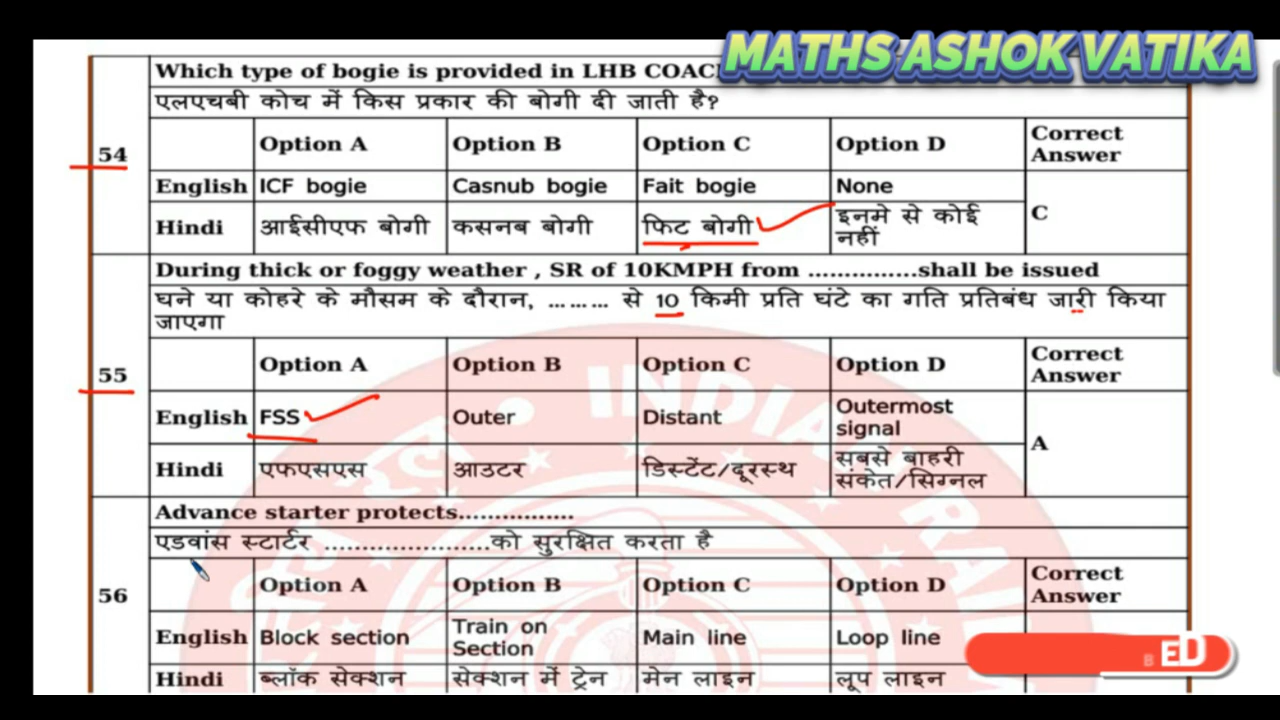 MATHS ASHOK VATIKA
Which type of bogie is provided in LHB
एलएचबी कोच में किस प्रकार की बोगी दी जाती है?
54
Option A Option B Option C Option D Correct Answer
English ICF bogie Casnub bogie Fait bogie None
C
Hindi आईसीएफ बोगी कसनब बोगी फिट बोगी इनमे से कोई नहीं
During thick or foggy weather , SR of 10KMPH from ...............shall be issued
घने या कोहरे के मौसम के दौरान, ... ... ... से 10 किमी प्रति घंटे का गति प्रतिबंध जारी किया
जाएगा
55
Option A Option B Option C Option D Correct Answer
English FSS Outer Distant Outermost signal
A
Hindi एफएसएस आउटर डिस्टेंट/दूरस्थ सबसे बाहरी संकेत/सिग्नल
Advance starter protects................
एडवांस स्टार्टर ......................को सुरक्षित करता है
56
Option A Option B Option C Option D Correct Answer
English Block section Train on Section Main line Loop line
ED
Hindi ब्लॉक सेक्शन सेक्शन में ट्रेन मेन लाइन लूप लाइन